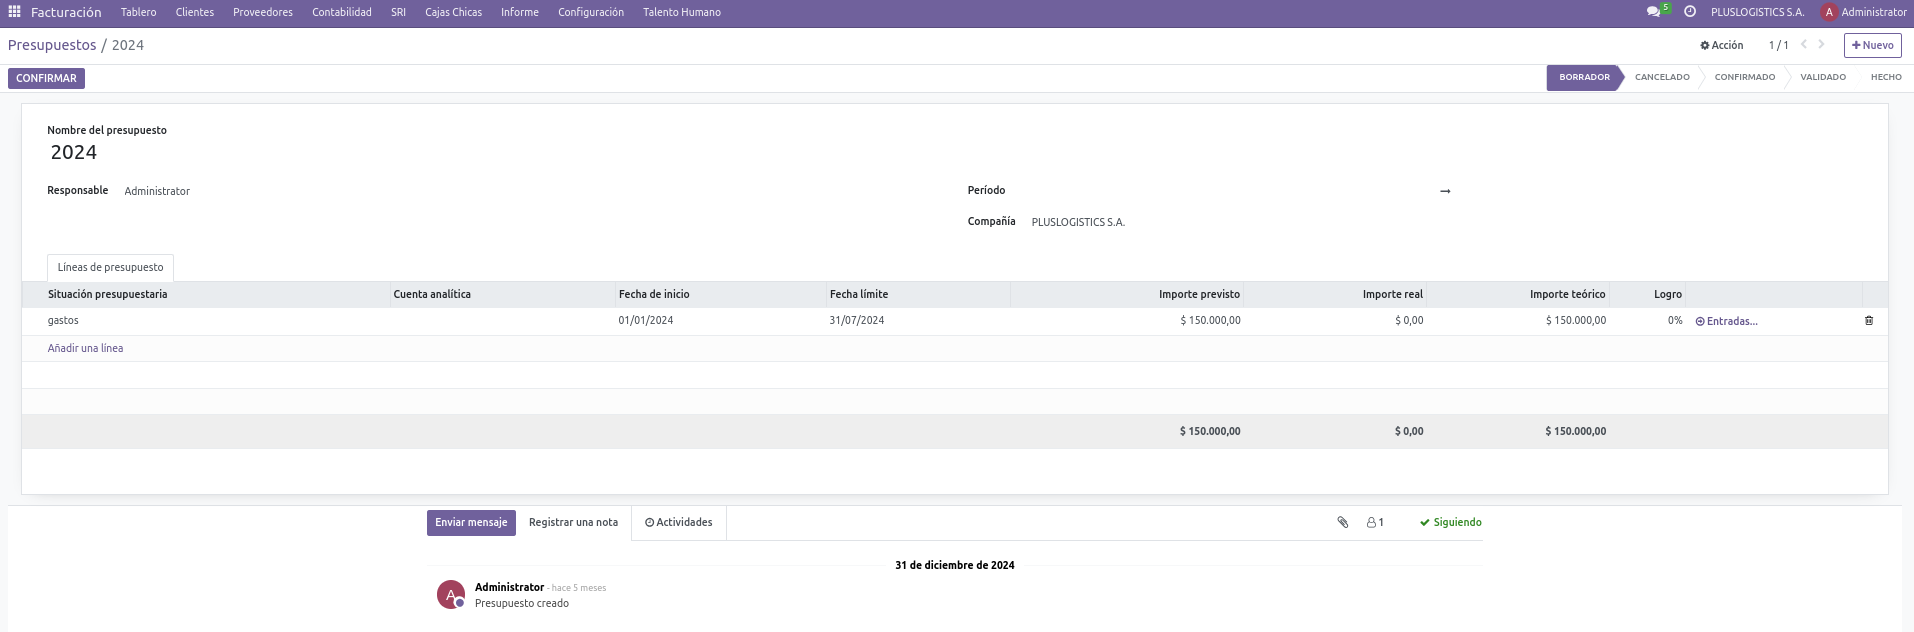 Facturación Tablero Clientes Proveedores Contabilidad SRI Cajas Chicas Informe Configuración Talento Humano 5 PLUSLOGISTICS S.A. A Administrator
Presupuestos / 2024 Acción 1 / 1 Nuevo
CONFIRMAR BORRADOR CANCELADO CONFIRMADO VALIDADO HECHO
Nombre del presupuesto
2024
Responsable Administrator Período →
Compañía PLUSLOGISTICS S.A.
Líneas de presupuesto
Situación presupuestaria Cuenta analítica Fecha de inicio Fecha límite Importe previsto Importe real Importe teórico Logro
gastos 01/01/2024 31/07/2024 $ 150.000,00 $ 0,00 $ 150.000,00 0% Entradas...
Añadir una línea
$ 150.000,00 $ 0,00 $ 150.000,00
Enviar mensaje Registrar una nota Actividades 1 Siguiendo
31 de diciembre de 2024
A Administrator - hace 5 meses
Presupuesto creado